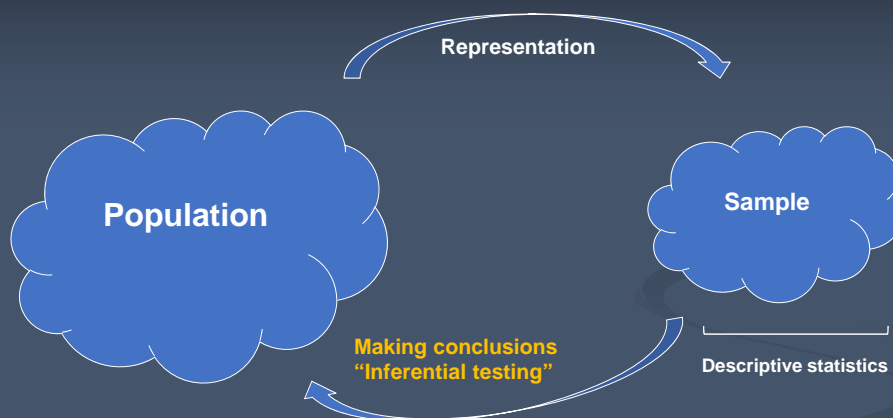 Representation
Population
Sample
Making conclusions
“Inferential testing”
Descriptive statistics